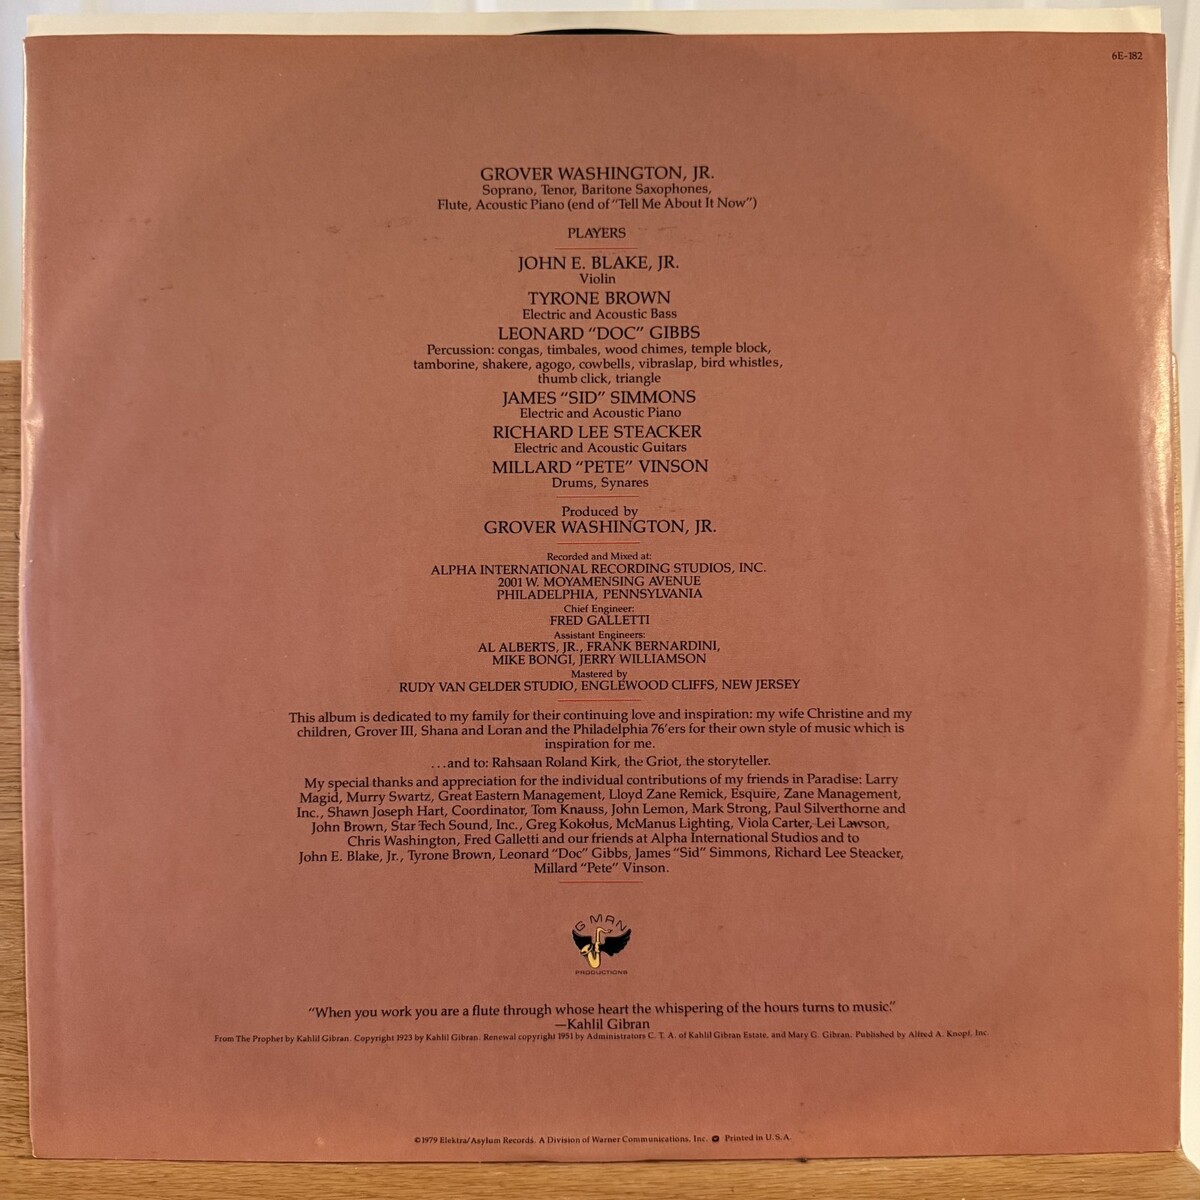 6E-182
GROVER WASHINGTON, JR.
Soprano, Tenor, Baritone Saxophones,
Flute, Acoustic Piano (end of "Tell Me About It Now")
PLAYERS
JOHN E. BLAKE, JR.
Violin
TYRONE BROWN
Electric and Acoustic Bass
LEONARD "DOC" GIBBS
Percussion: congas, timbales, wood chimes, temple block,
tamborine, shakere, agogo, cowbells, vibraslap, bird whistles,
thumb click, triangle
JAMES "SID" SIMMONS
Electric and Acoustic Piano
RICHARD LEE STEACKER
Electric and Acoustic Guitars
MILLARD "PETE" VINSON
Drums, Synares
Produced by
GROVER WASHINGTON, JR.
Recorded and Mixed at:
ALPHA INTERNATIONAL RECORDING STUDIOS, INC.
2001 W. MOYAMENSING AVENUE
PHILADELPHIA, PENNSYLVANIA
Chief Engineer:
FRED GALLETTI
Assistant Engineers:
AL ALBERTS, JR., FRANK BERNARDINI,
MIKE BONGI, JERRY WILLIAMSON
Mastered by
RUDY VAN GELDER STUDIO, ENGLEWOOD CLIFFS, NEW JERSEY
This album is dedicated to my family for their continuing love and inspiration: my wife Christine and my
children, Grover III, Shana and Loran and the Philadelphia 76'ers for their own style of music which is
inspiration for me.
...and to: Rahsaan Roland Kirk, the Griot, the storyteller.
My special thanks and appreciation for the individual contributions of my friends in Paradise: Larry
Magid, Murry Swartz, Great Eastern Management, Lloyd Zane Remick, Esquire, Zane Management,
Inc., Shawn Joseph Hart, Coordinator, Tom Knauss, John Lemon, Mark Strong, Paul Silverthorne and
John Brown, Star Tech Sound, Inc., Greg Kokolus, McManus Lighting, Viola Carter, Lei Lawson,
Chris Washington, Fred Galletti and our friends at Alpha International Studios and to
John E. Blake, Jr., Tyrone Brown, Leonard "Doc" Gibbs, James "Sid" Simmons, Richard Lee Steacker,
Millard "Pete" Vinson.
G MAN
PRODUCTIONS
"When you work you are a flute through whose heart the whispering of the hours turns to music."
—Kahlil Gibran
From The Prophet by Kahlil Gibran. Copyright 1923 by Kahlil Gibran. Renewal copyright 1951 by Administrators C. T. A. of Kahlil Gibran Estate, and Mary G. Gibran. Published by Alfred A. Knopf, Inc.
©1979 Elektra/Asylum Records. A Division of Warner Communications, Inc. Printed in U.S.A.